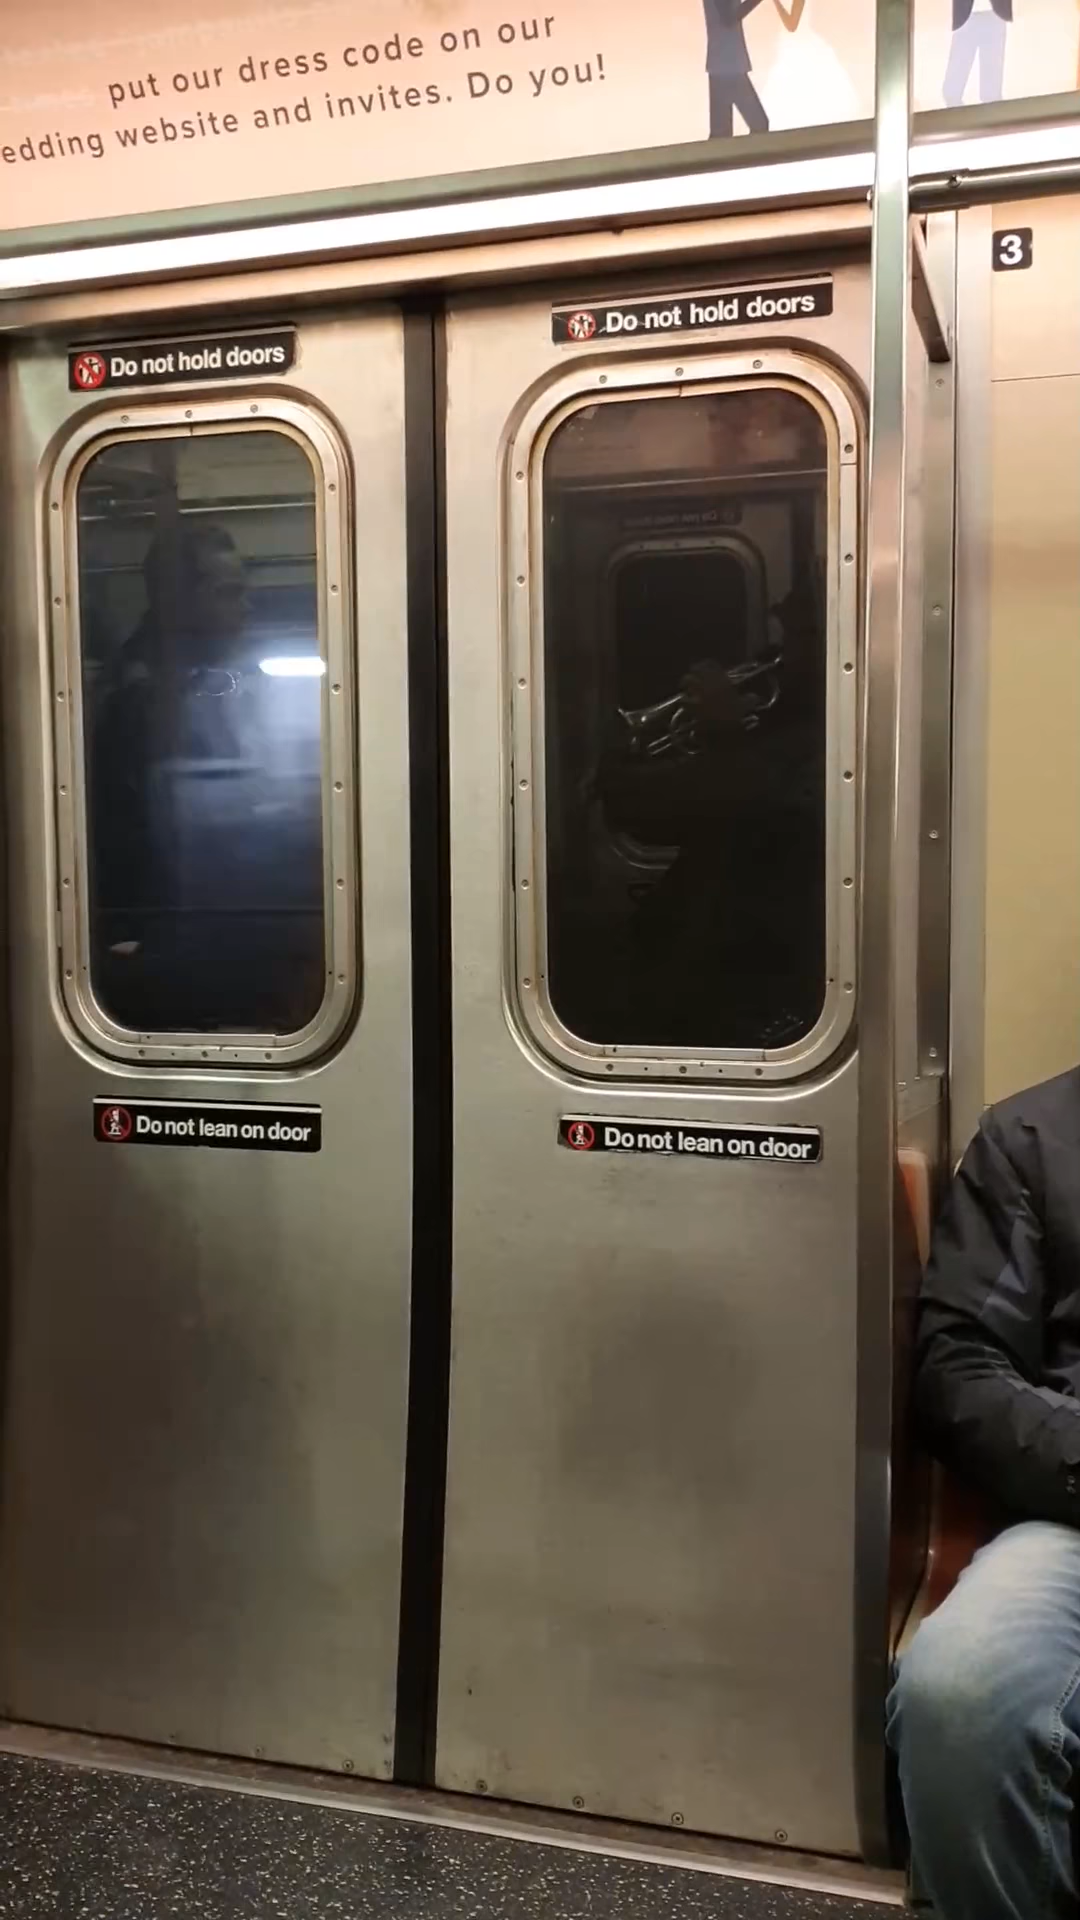 put our dress code on our
edding website and invites. Do you!
3
Do not hold doors
Do not hold doors
Do not lean on door
Do not lean on door